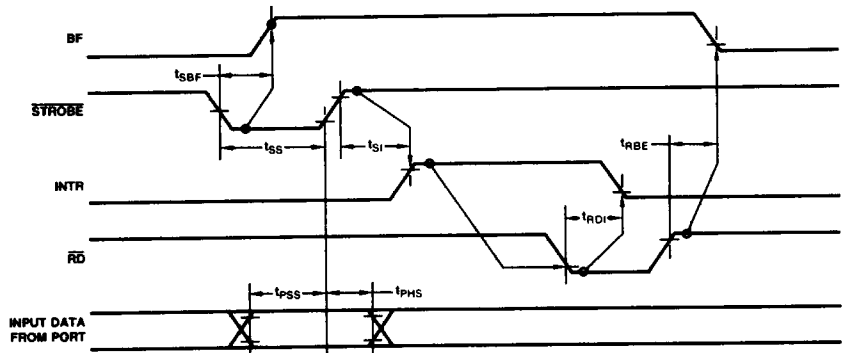 BF
tSBF
STROBE
tSS
tSI
tRBE
INTR
tRDI
RD
tPSS
tPHS
INPUT DATA
FROM PORT